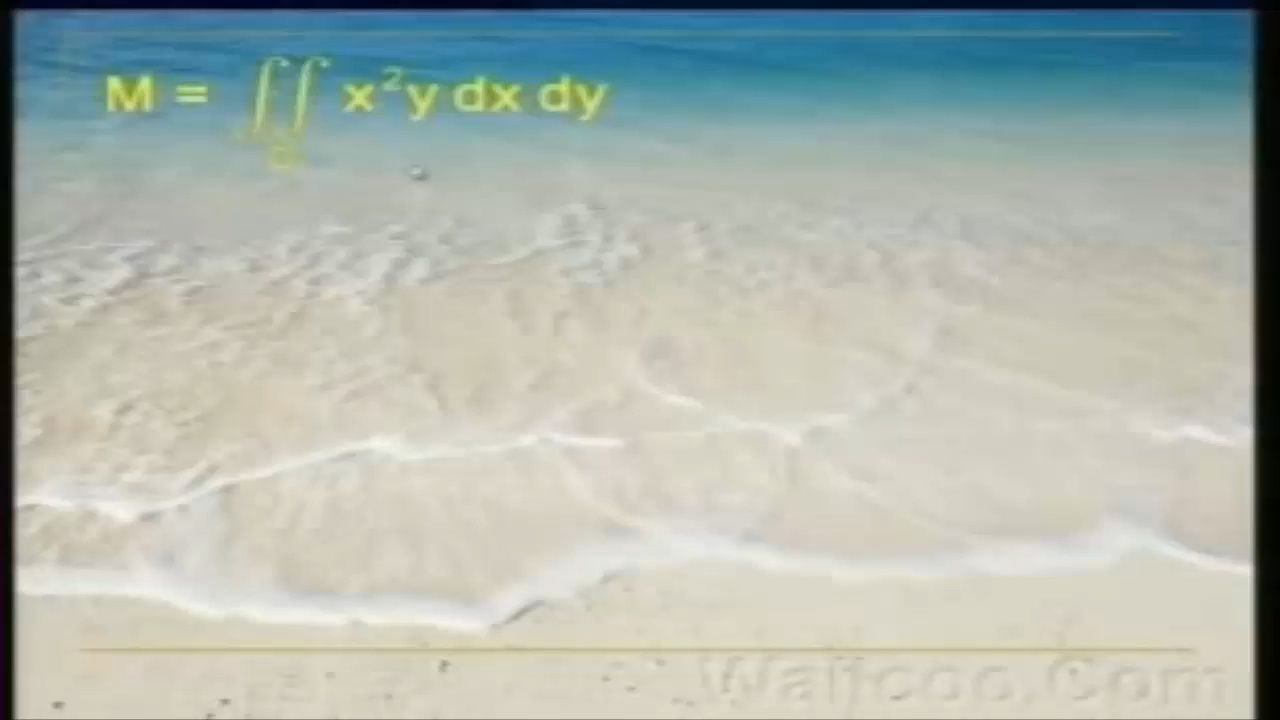 M = ∬ x²y dx dy
G
Wallcoo.Com